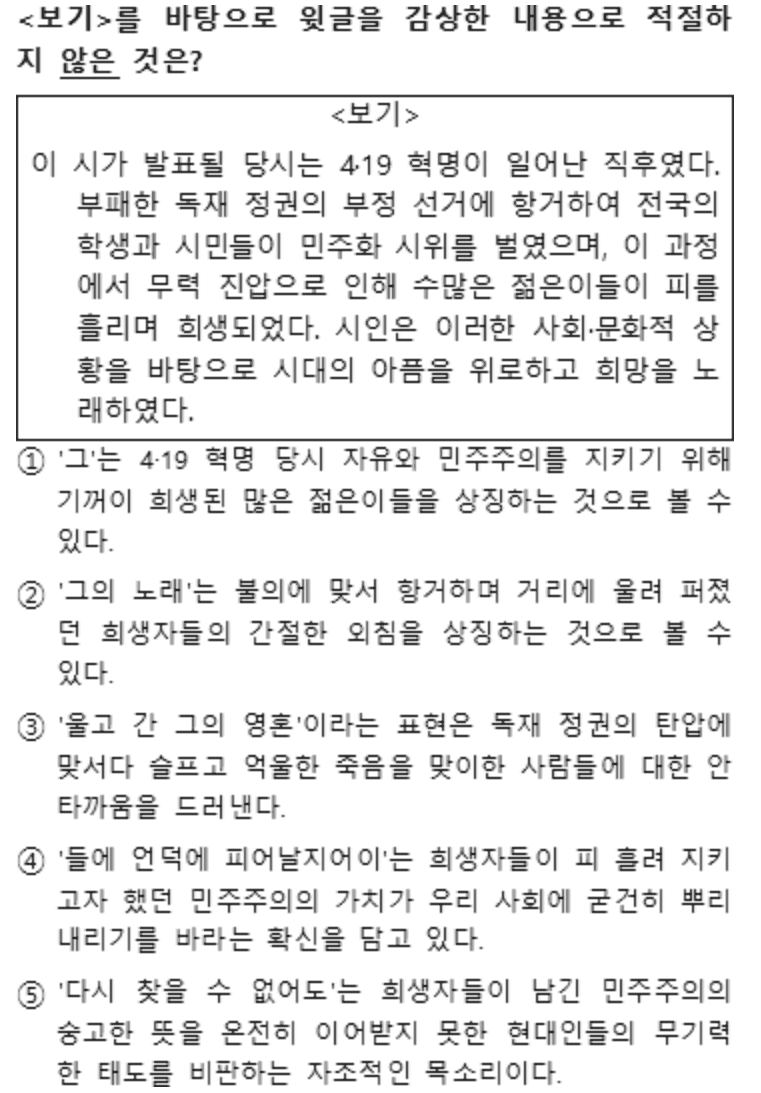 <보기>를 바탕으로 윗글을 감상한 내용으로 적절하
지 않은 것은?
<보기>
이 시가 발표될 당시는 4·19 혁명이 일어난 직후였다.
부패한 독재 정권의 부정 선거에 항거하여 전국의
학생과 시민들이 민주화 시위를 벌였으며, 이 과정
에서 무력 진압으로 인해 수많은 젊은이들이 피를
흘리며 희생되었다. 시인은 이러한 사회·문화적 상
황을 바탕으로 시대의 아픔을 위로하고 희망을 노
래하였다.
① '그'는 4·19 혁명 당시 자유와 민주주의를 지키기 위해
기꺼이 희생된 많은 젊은이들을 상징하는 것으로 볼 수
있다.
② '그의 노래'는 불의에 맞서 항거하며 거리에 울려 퍼졌
던 희생자들의 간절한 외침을 상징하는 것으로 볼 수
있다.
③ '울고 간 그의 영혼'이라는 표현은 독재 정권의 탄압에
맞서다 슬프고 억울한 죽음을 맞이한 사람들에 대한 안
타까움을 드러낸다.
④ '들에 언덕에 피어날지어이'는 희생자들이 피 흘려 지키
고자 했던 민주주의의 가치가 우리 사회에 굳건히 뿌리
내리기를 바라는 확신을 담고 있다.
⑤ '다시 찾을 수 없어도'는 희생자들이 남긴 민주주의의
숭고한 뜻을 온전히 이어받지 못한 현대인들의 무기력
한 태도를 비판하는 자조적인 목소리이다.